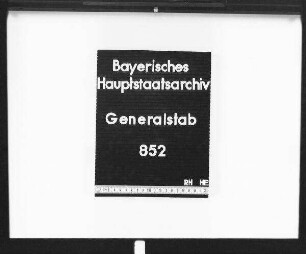 Bayerisches
Hauptstaatsarchiv
Generalstab
852
RH HE